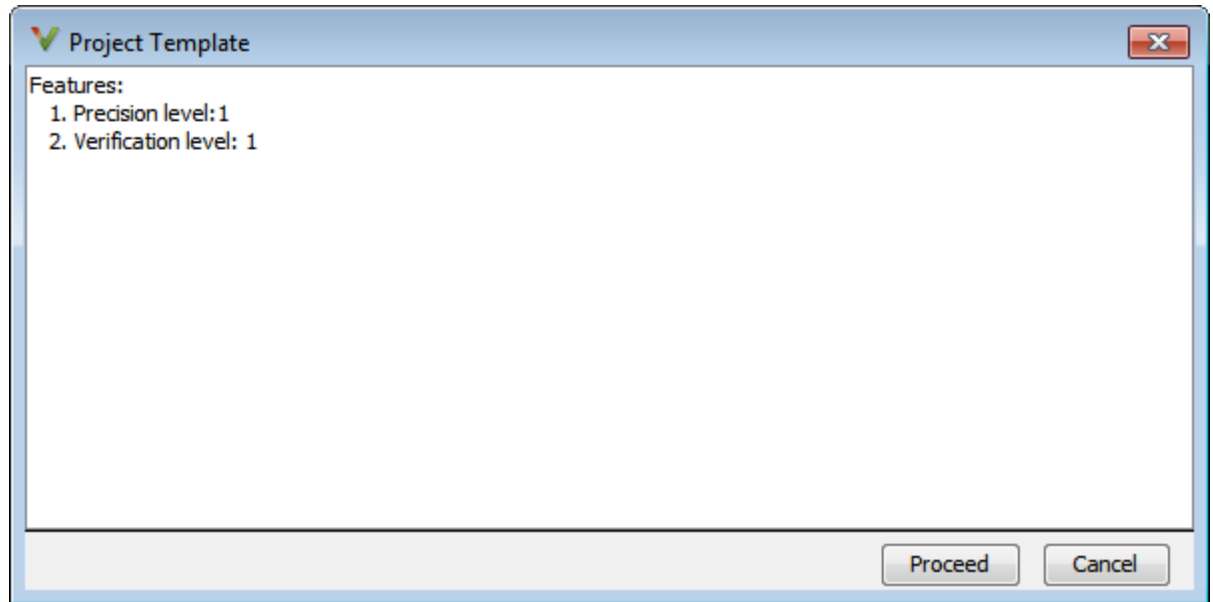 Project Template
Features:
1. Precision level:1
2. Verification level: 1
Proceed Cancel